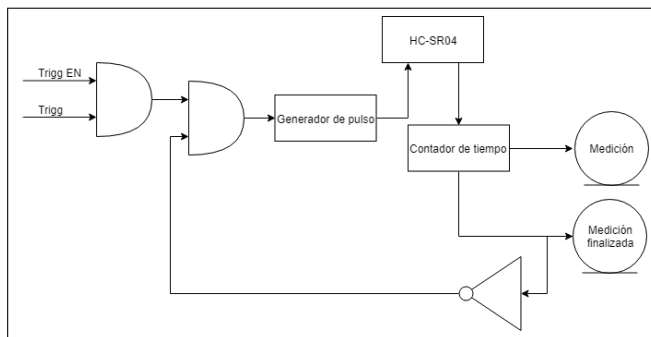 HC-SR04
Trigg EN
Trigg
Generador de pulso
Contador de tiempo
Medición
Medición
finalizada